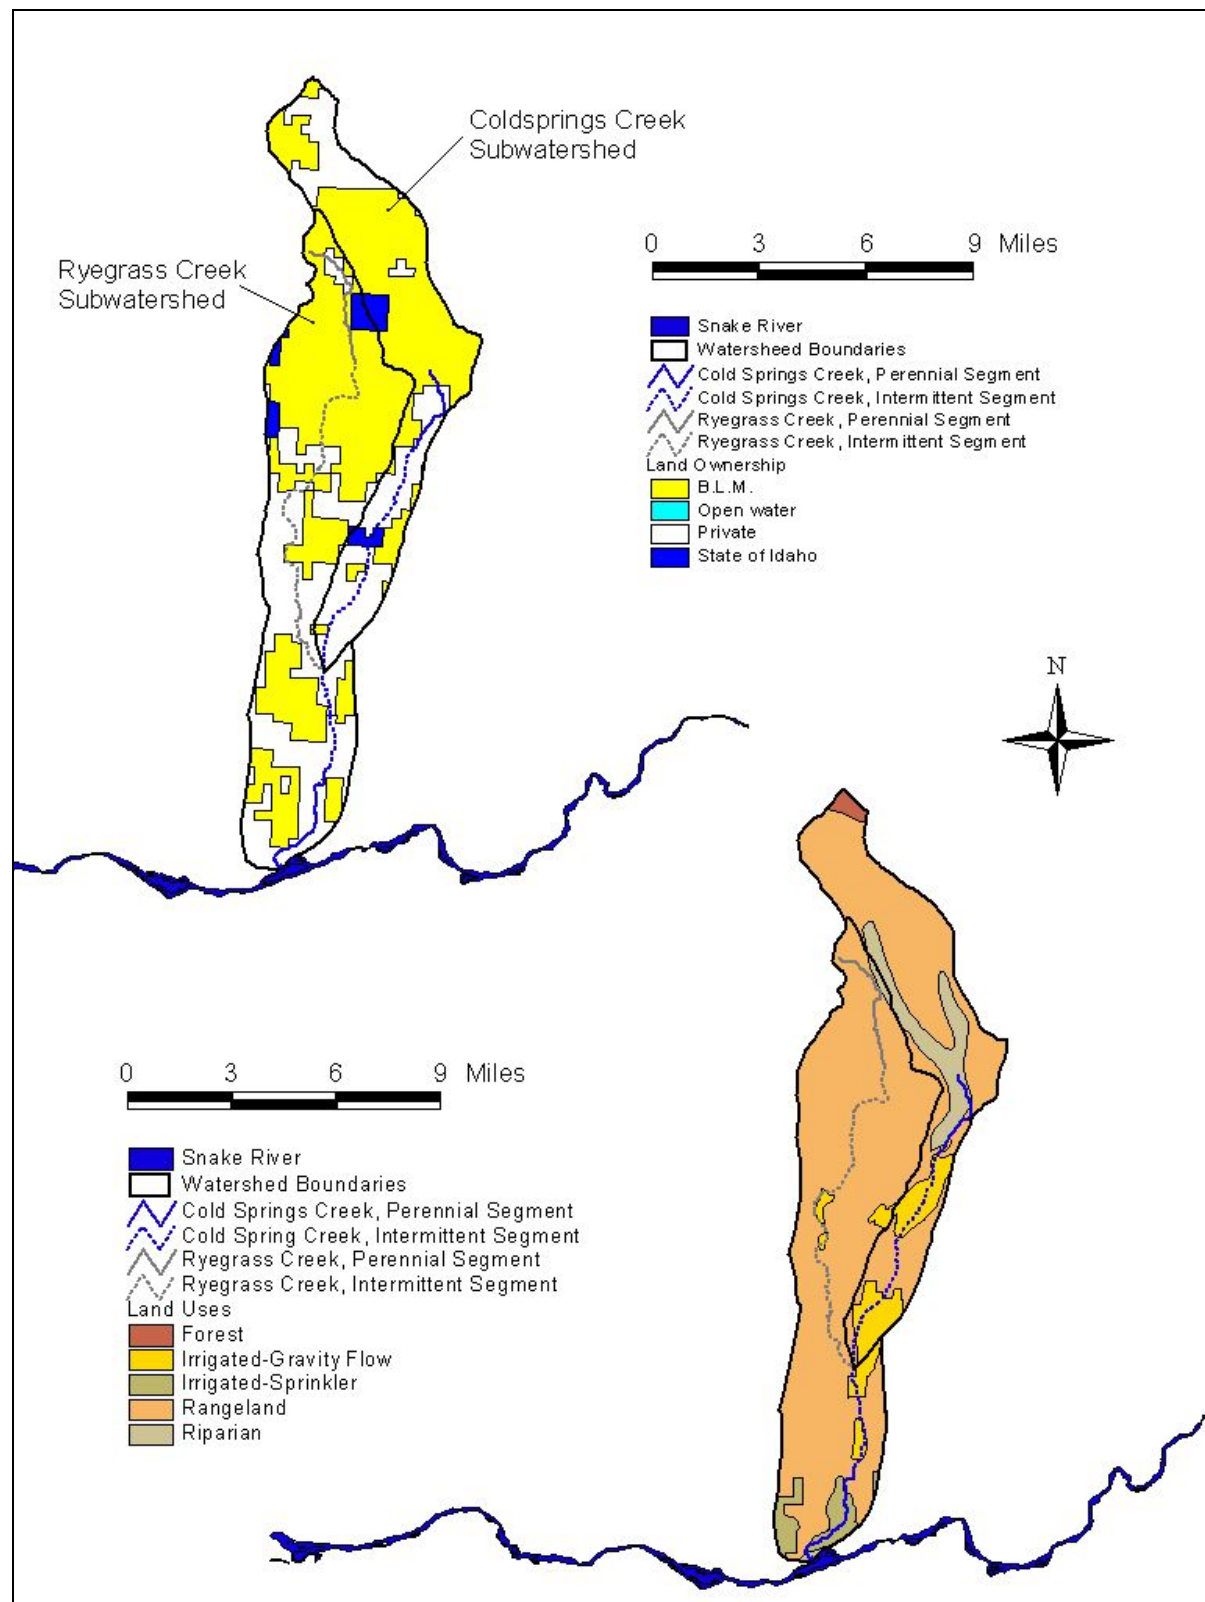 Coldsprings Creek
Subwatershed
Ryegrass Creek
Subwatershed
0 3 6 9 Miles
Snake River
Watersheed Boundaries
Cold Springs Creek, Perennial Segment
Cold Springs Creek, Intermittent Segment
Ryegrass Creek, Perennial Segment
Ryegrass Creek, Intermittent Segment
Land Ownership
B.L.M.
Open water
Private
State of Idaho
N
0 3 6 9 Miles
Snake River
Watershed Boundaries
Cold Springs Creek, Perennial Segment
Cold Spring Creek, Intermittent Segment
Ryegrass Creek, Perennial Segment
Ryegrass Creek, Intermittent Segment
Land Uses
Forest
Irrigated-Gravity Flow
Irrigated-Sprinkler
Rangeland
Riparian